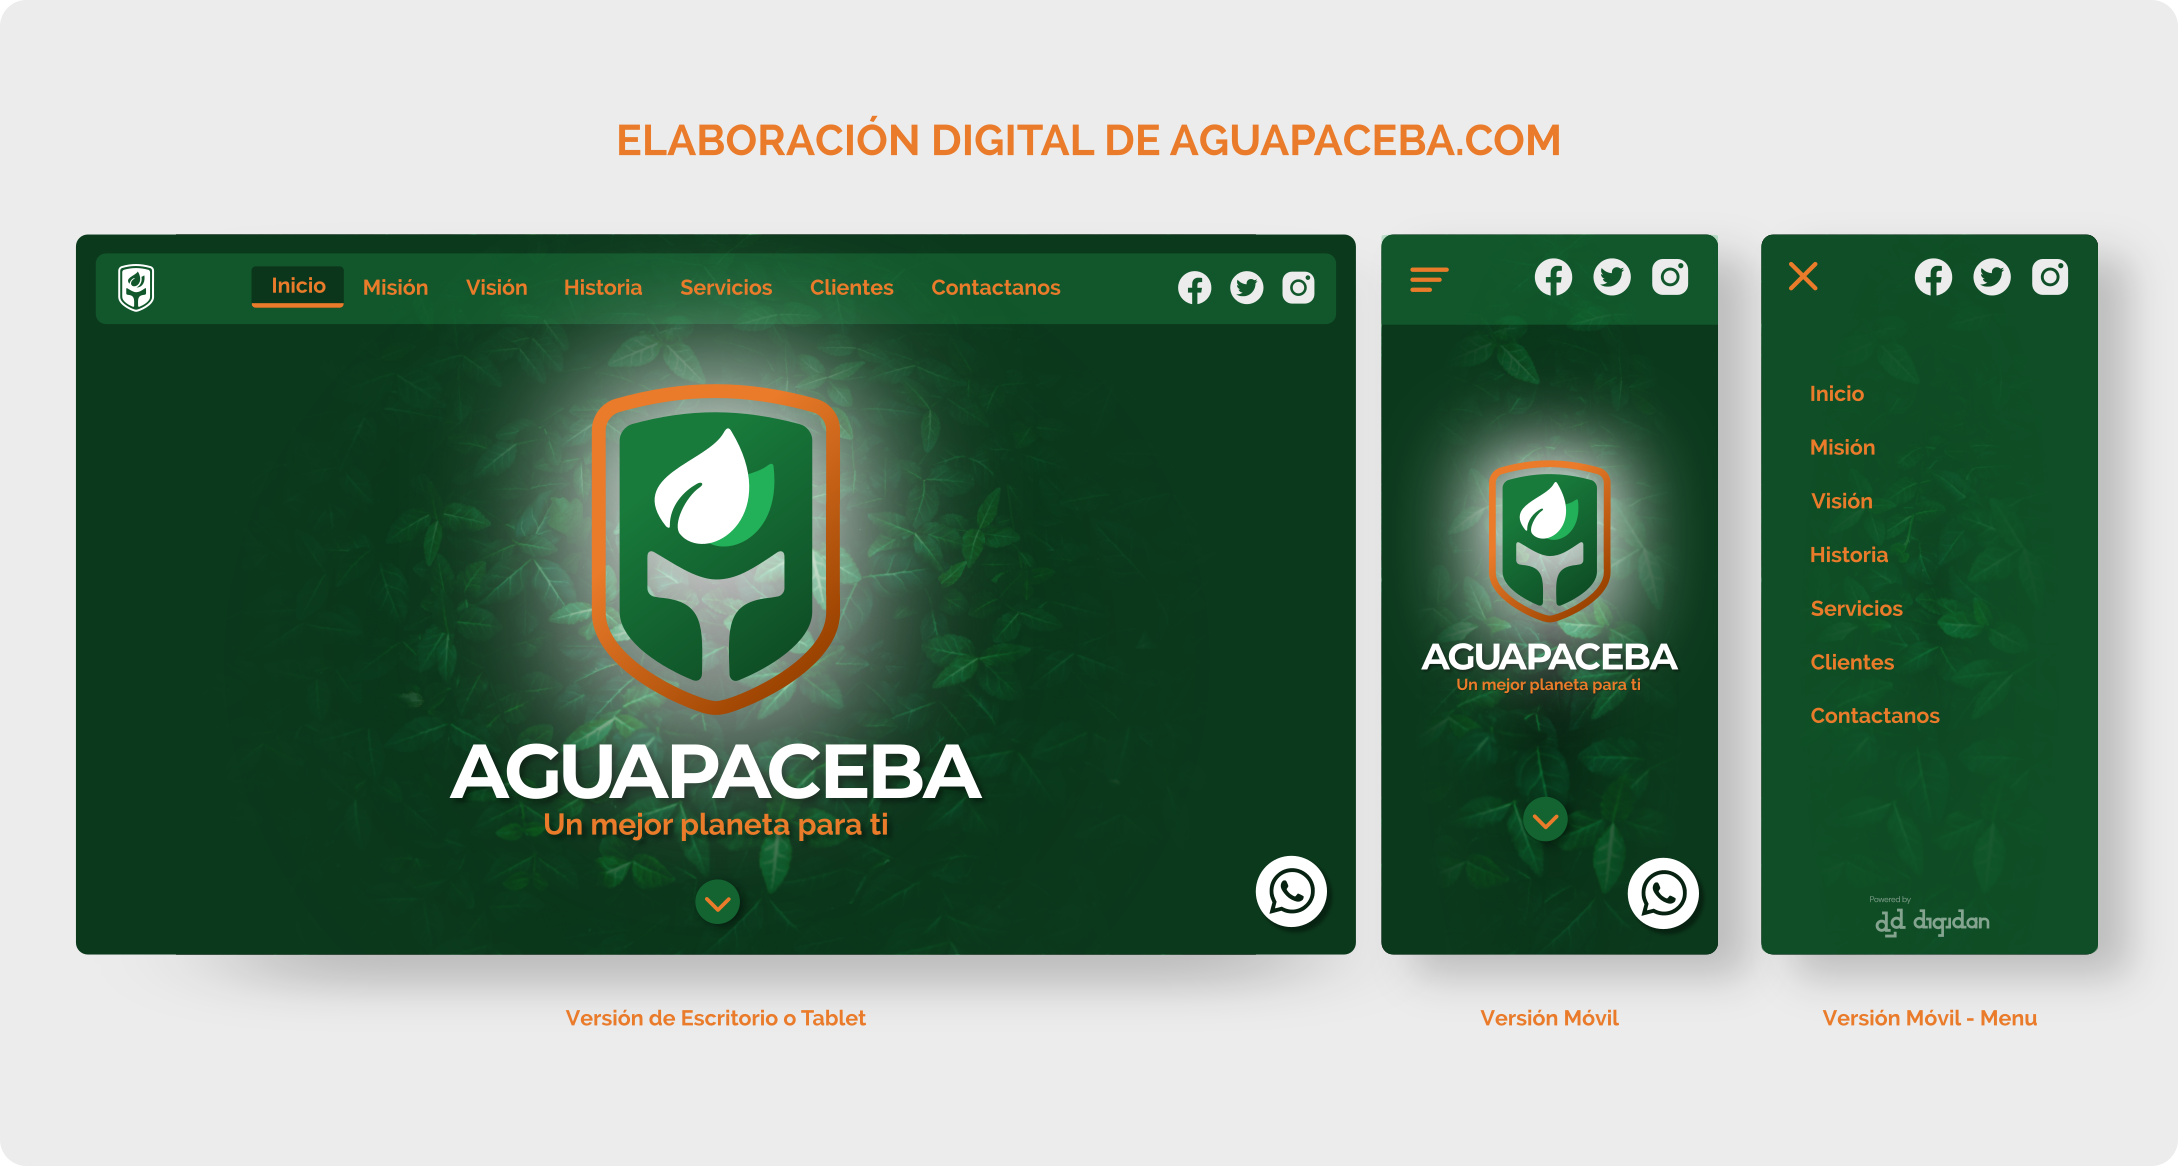 ELABORACIÓN DIGITAL DE AGUAPACEBA.COM
Inicio Misión Visión Historia Servicios Clientes Contactanos
AGUAPACEBA
Un mejor planeta para ti
Versión de Escritorio o Tablet
AGUAPACEBA
Un mejor planeta para ti
Versión Móvil
Inicio
Misión
Visión
Historia
Servicios
Clientes
Contactanos
Powered by
dd digidan
Versión Móvil - Menu